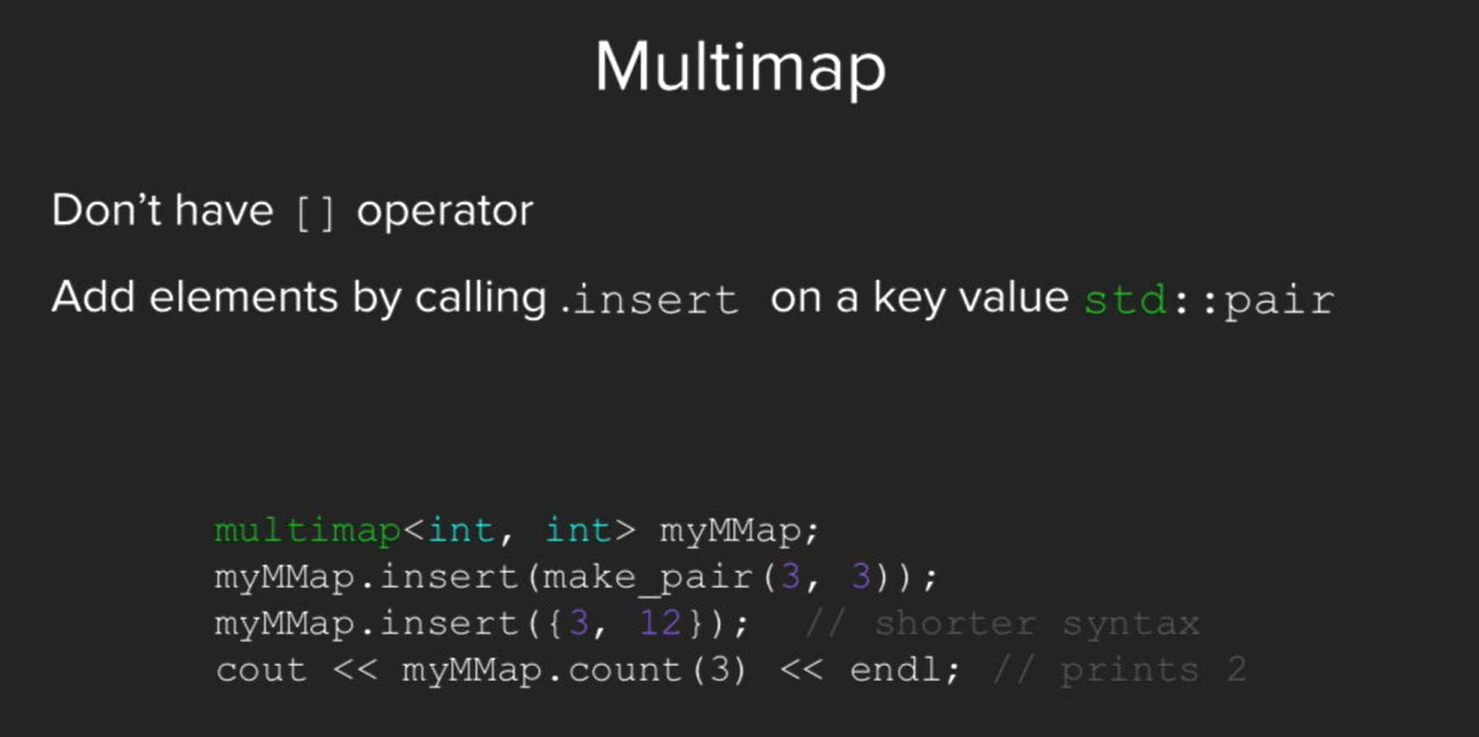 Multimap
Don’t have [] operator
Add elements by calling .insert on a key value std::pair
multimap<int, int> myMMap;
myMMap.insert(make_pair(3, 3));
myMMap.insert({3, 12}); // shorter syntax
cout << myMMap.count(3) << endl; // prints 2